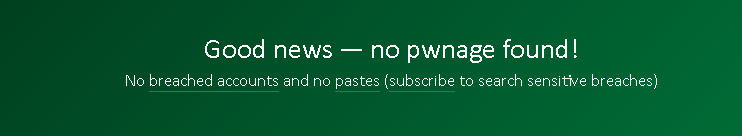 Good news — no pwnage found!
No breached accounts and no pastes (subscribe to search sensitive breaches)